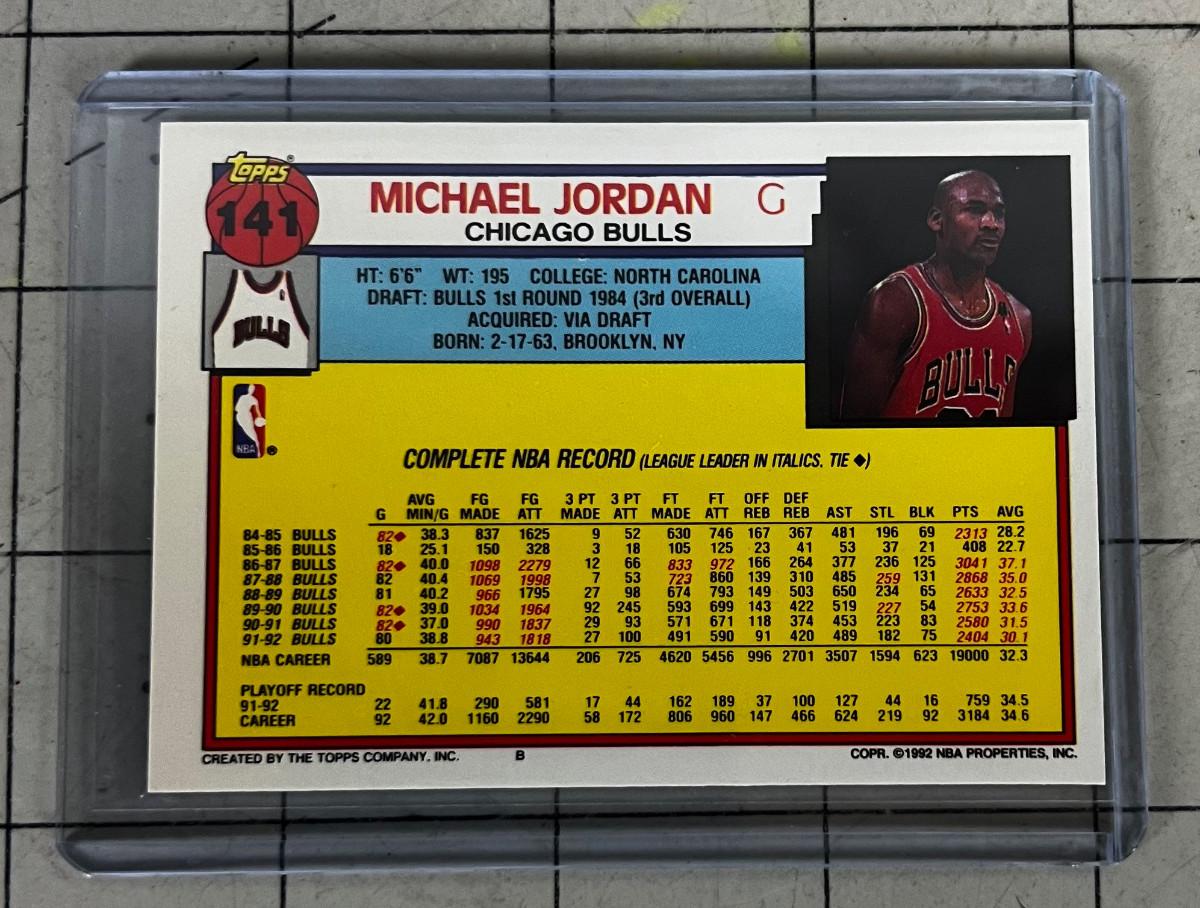 TOPPS®
141
MICHAEL JORDAN G
CHICAGO BULLS
HT: 6'6" WT: 195 COLLEGE: NORTH CAROLINA
DRAFT: BULLS 1st ROUND 1984 (3rd OVERALL)
ACQUIRED: VIA DRAFT
BORN: 2-17-63, BROOKLYN, NY
BULLS
BULLS
NBA ®
COMPLETE NBA RECORD (LEAGUE LEADER IN ITALICS, TIE ◆)
AVG FG FG 3 PT 3 PT FT FT OFF DEF
G MIN/G MADE ATT MADE ATT MADE ATT REB REB AST STL BLK PTS AVG
84-85 BULLS 82◆ 38.3 837 1625 9 52 630 746 167 367 481 196 69 2313 28.2
85-86 BULLS 18 25.1 150 328 3 18 105 125 23 41 53 37 21 408 22.7
86-87 BULLS 82◆ 40.0 1098 2279 12 66 833 972 166 264 377 236 125 3041 37.1
87-88 BULLS 82 40.4 1069 1998 7 53 723 860 139 310 485 259 131 2868 35.0
88-89 BULLS 81 40.2 966 1795 27 98 674 793 149 503 650 234 65 2633 32.5
89-90 BULLS 82◆ 39.0 1034 1964 92 245 593 699 143 422 519 227 54 2753 33.6
90-91 BULLS 82◆ 37.0 990 1837 29 93 571 671 118 374 453 223 83 2580 31.5
91-92 BULLS 80 38.8 943 1818 27 100 491 590 91 420 489 182 75 2404 30.1
NBA CAREER 589 38.7 7087 13644 206 725 4620 5456 996 2701 3507 1594 623 19000 32.3
PLAYOFF RECORD
91-92 22 41.8 290 581 17 44 162 189 37 100 127 44 16 759 34.5
CAREER 92 42.0 1160 2290 58 172 806 960 147 466 624 219 92 3184 34.6
CREATED BY THE TOPPS COMPANY, INC. B COPR. ©1992 NBA PROPERTIES, INC.